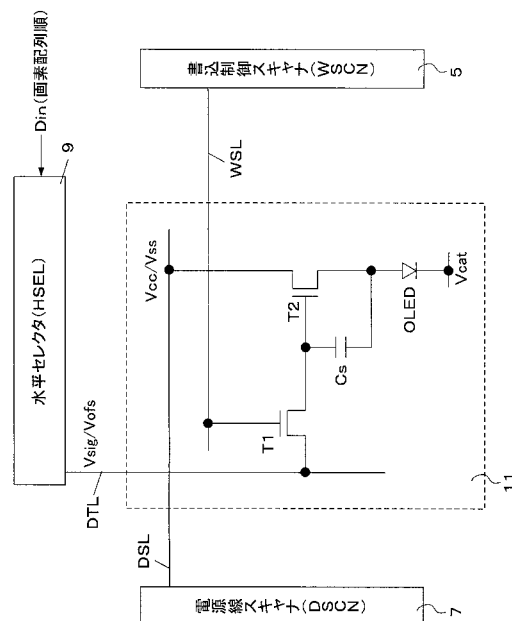 Din(画素配列順)
9
水平セレクタ(HSEL)
Vsig/Vofs
DTL
DSL
Vcc/Vss
WSL
書込制御スキャナ(WSCN)
5
T1
T2
Cs
OLED
Vcat
11
電源線スキャナ(DSCN)
7